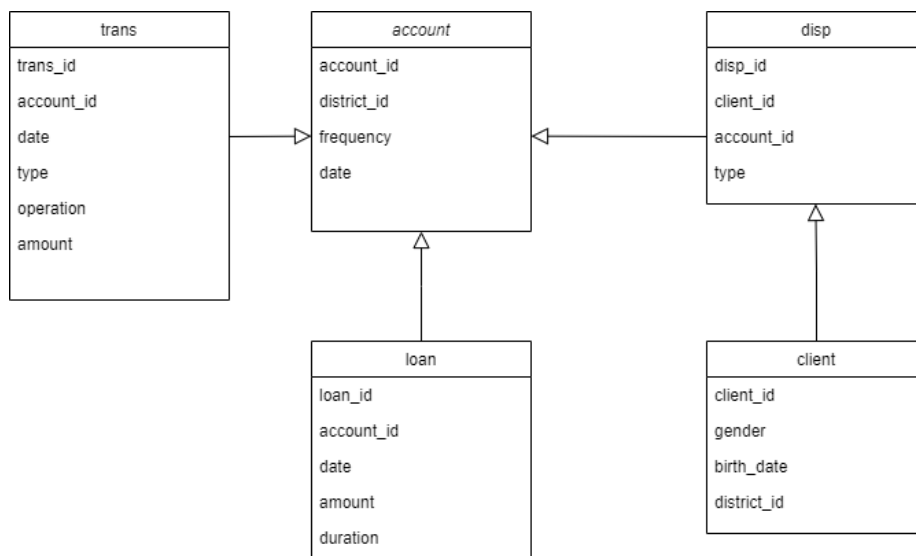 trans
trans_id
account_id
date
type
operation
amount
account
account_id
district_id
frequency
date
disp
disp_id
client_id
account_id
type
loan
loan_id
account_id
date
amount
duration
client
client_id
gender
birth_date
district_id